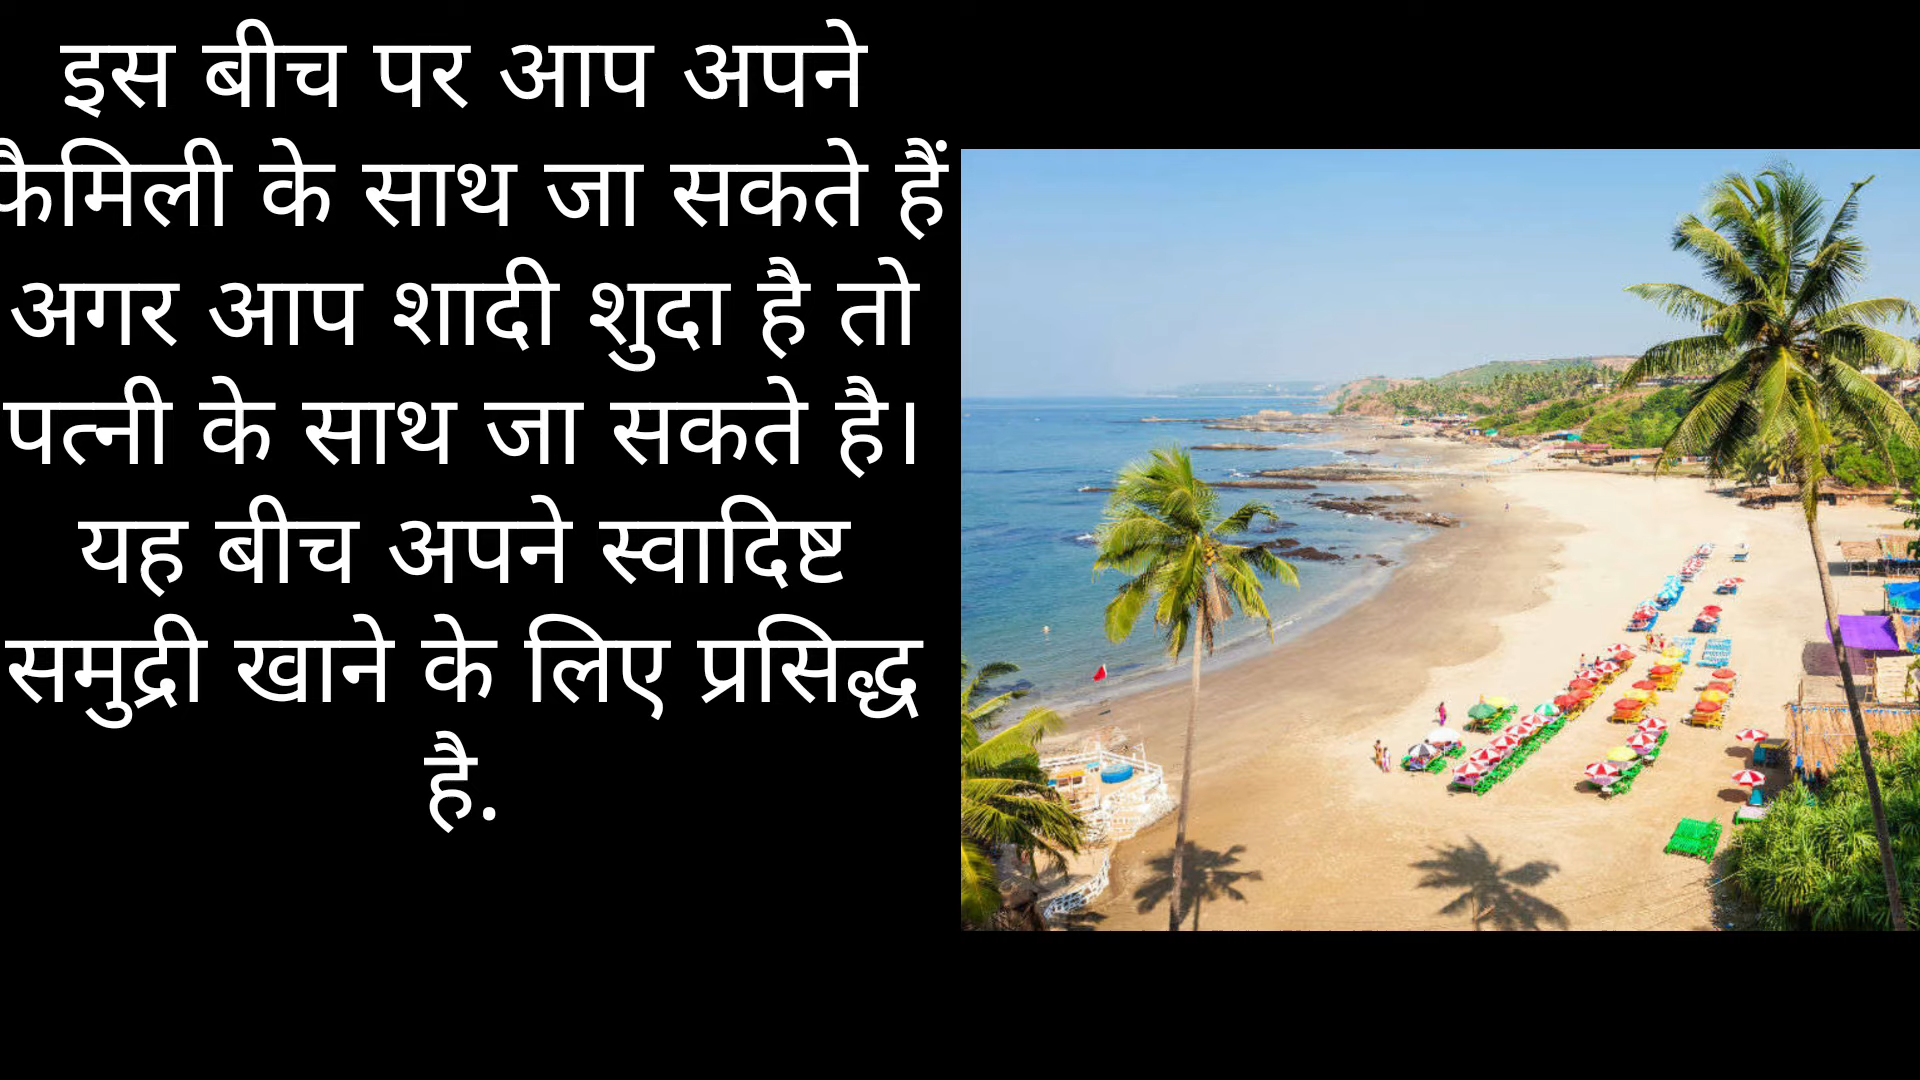 इस बीच पर आप अपने
फैमिली के साथ जा सकते हैं
अगर आप शादी शुदा है तो
पत्नी के साथ जा सकते है।
यह बीच अपने स्वादिष्ट
समुद्री खाने के लिए प्रसिद्ध
है.